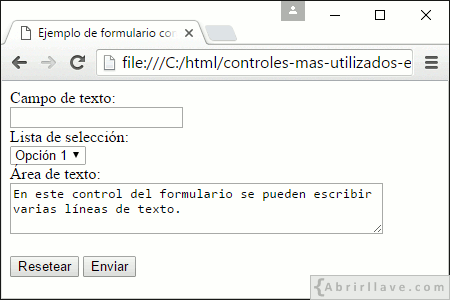 Ejemplo de formulario con
file:///C:/html/controles-mas-utilizados-e
Campo de texto:
Lista de selección:
Opción 1
Área de texto:
En este control del formulario se pueden escribir
varias líneas de texto.
Resetear Enviar
{Abrirllave.com